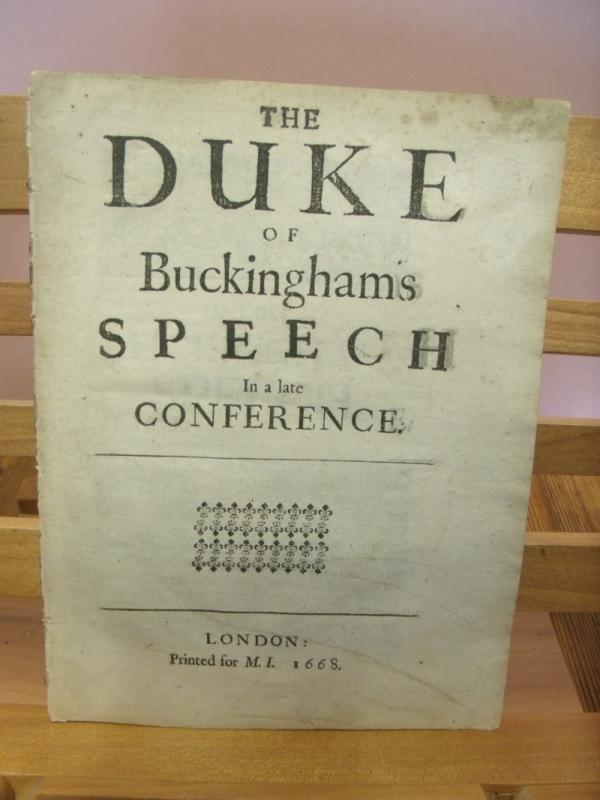 THE
DUKE
OF
Buckingham's
SPEECH
In a late
CONFERENCE.
LONDON:
Printed for M. I. 1668.